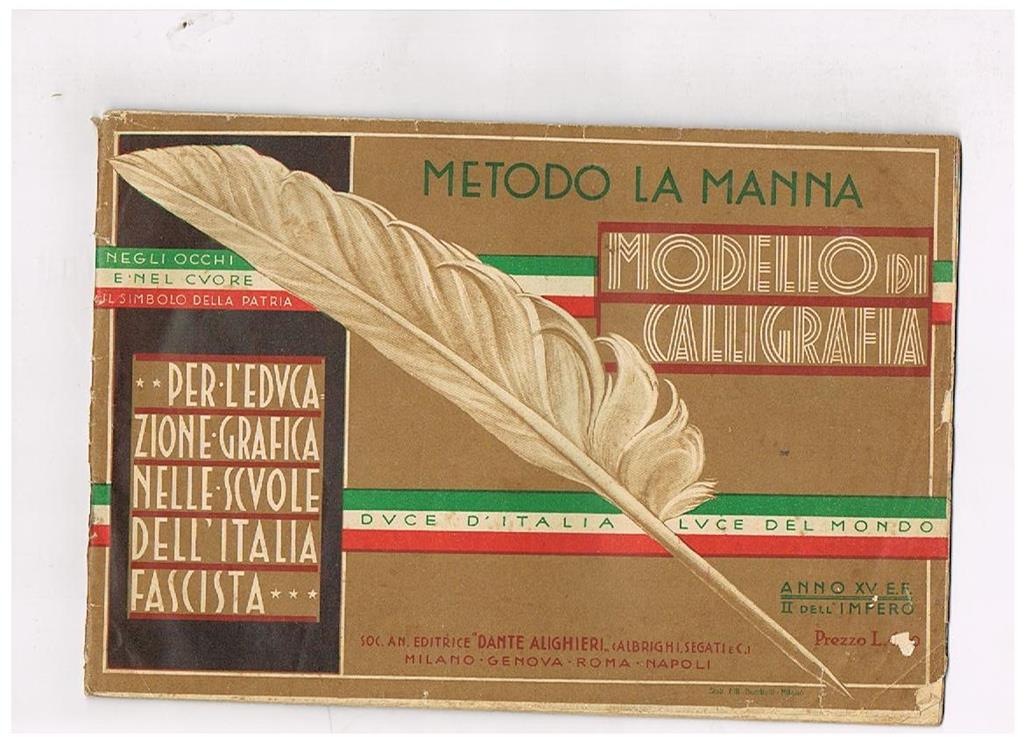 METODO LA MANNA
MODELLO DI
CALLIGRAFIA
NEGLI OCCHI
E·NEL CVORE
IL SIMBOLO DELLA PATRIA
** PER·L'EDVCA=
ZIONE·GRAFICA
NELLE·SCVOLE
DELL'ITALIA
FASCISTA ***
DVCE D'ITALIA LVCE DEL MONDO
ANNO XV E.F.
II DELL'IMPERO
Prezzo L.
SOC. AN. EDITRICE "DANTE ALIGHIERI" (ALBRIGHI, SEGATI E C.)
MILANO - GENOVA - ROMA - NAPOLI
Milano